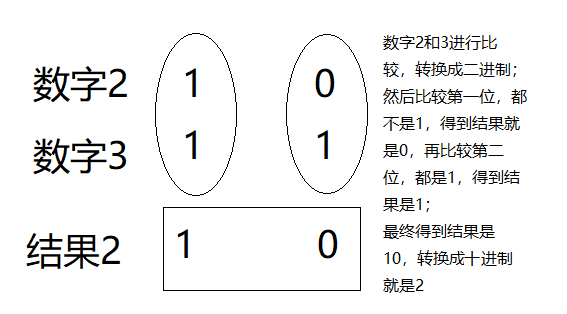 数字2 1 0
数字3 1 1
结果2 1 0
数字2和3进行比
较，转换成二进制；
然后比较第一位，都
不是1，得到结果就
是0，再比较第二
位，都是1，得到结
果是1；
最终得到结果是
10，转换成十进制
就是2